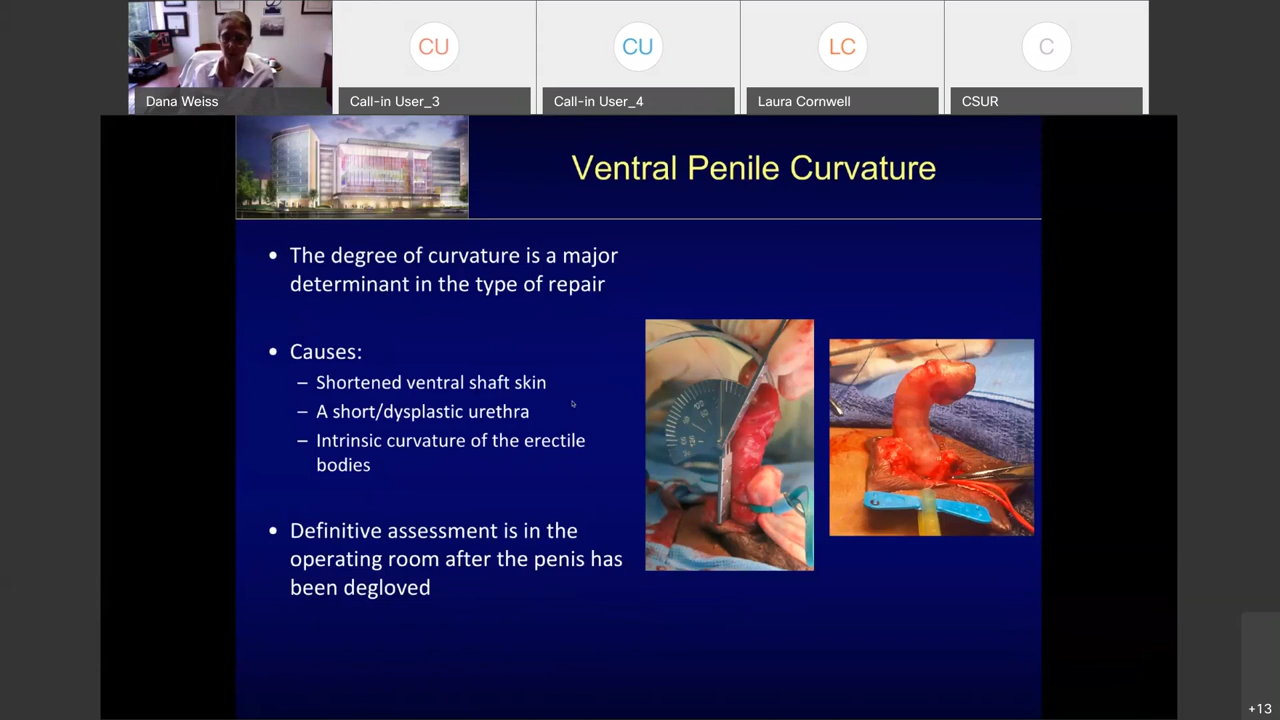 CU
CU
LC
C
Dana Weiss
Call-in User_3
Call-in User_4
Laura Cornwell
CSUR
Ventral Penile Curvature
• The degree of curvature is a major
determinant in the type of repair
• Causes:
– Shortened ventral shaft skin
– A short/dysplastic urethra
– Intrinsic curvature of the erectile
bodies
• Definitive assessment is in the
operating room after the penis has
been degloved
+13